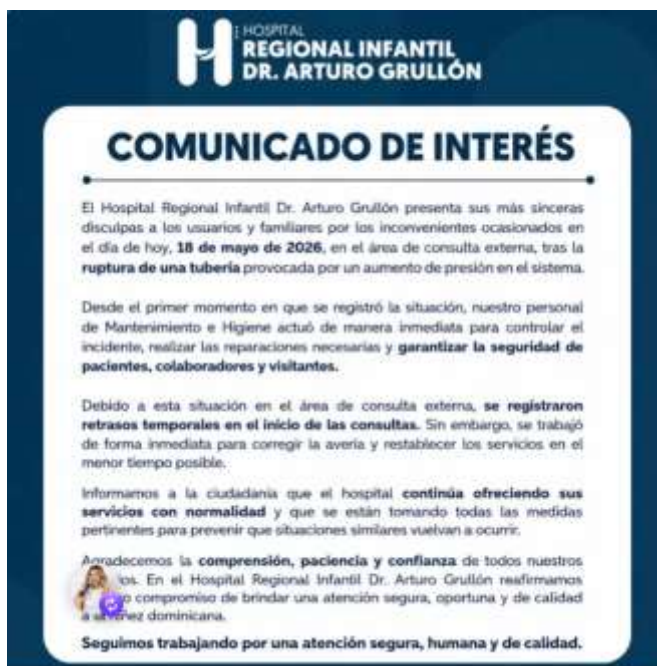 HOSPITAL
REGIONAL INFANTIL
DR. ARTURO GRULLÓN
COMUNICADO DE INTERÉS
El Hospital Regional Infantil Dr. Arturo Grullón presenta sus más sinceras
disculpas a los usuarios y familiares por los inconvenientes ocasionados en
el día de hoy, 18 de mayo de 2026, en el área de consulta externa, tras la
ruptura de una tubería provocada por un aumento de presión en el sistema.
Desde el primer momento en que se registró la situación, nuestro personal
de Mantenimiento e Higiene actuó de manera inmediata para controlar el
incidente, realizar las reparaciones necesarias y garantizar la seguridad de
pacientes, colaboradores y visitantes.
Debido a esta situación en el área de consulta externa, se registraron
retrasos temporales en el inicio de las consultas. Sin embargo, se trabajó
de forma inmediata para corregir la avería y restablecer los servicios en el
menor tiempo posible.
Informamos a la ciudadanía que el hospital continúa ofreciendo sus
servicios con normalidad y que se están tomando todas las medidas
pertinentes para prevenir que situaciones similares vuelvan a ocurrir.
Agradecemos la comprensión, paciencia y confianza de todos nuestros
En el Hospital Regional Infantil Dr. Arturo Grullón reafirmamos
compromiso de brindar una atención segura, oportuna y de calidad
a la niñez dominicana.
Seguimos trabajando por una atención segura, humana y de calidad.